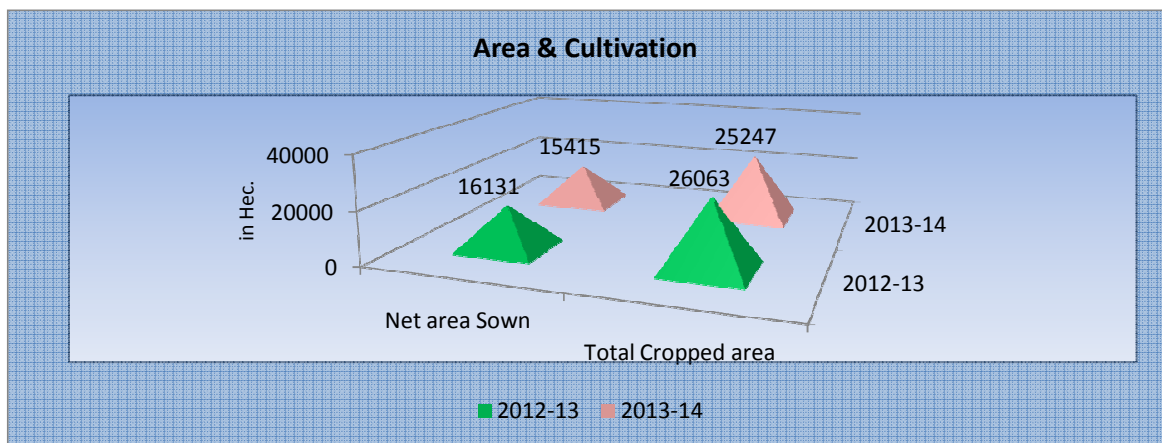 Area & Cultivation
40000
20000
0
in Hec.
16131
15415
26063
25247
2013-14
2012-13
Net area Sown
Total Cropped area
2012-13 2013-14